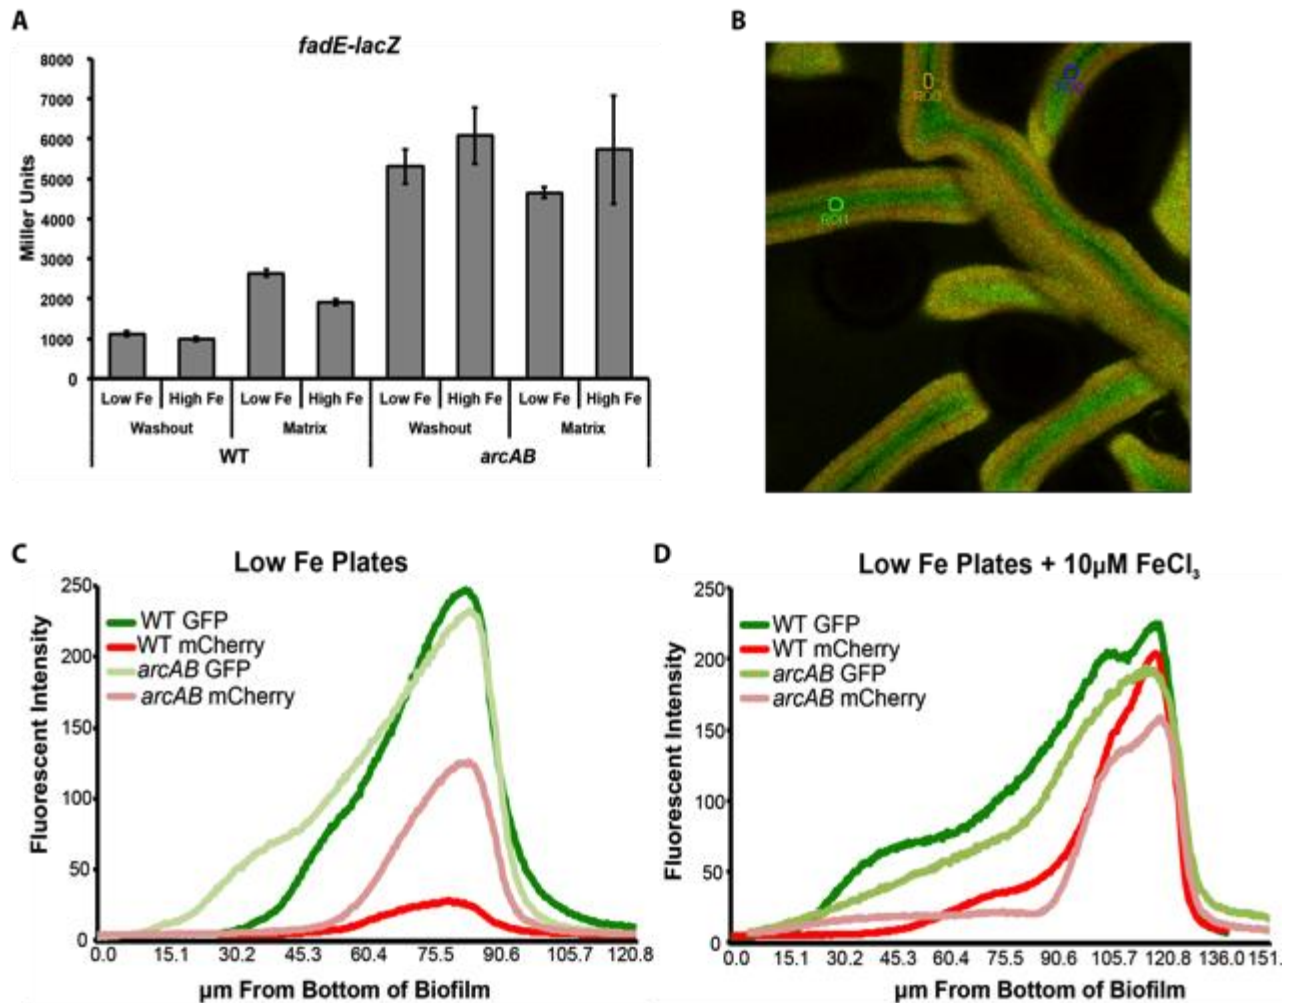 A
fadE-lacZ
8000
7000
6000
5000
4000
3000
2000
1000
0
Miller Units
Low Fe High Fe Low Fe High Fe Low Fe High Fe Low Fe High Fe
Washout Matrix Washout Matrix
WT arcAB
B
ROI1
C
Low Fe Plates
250
200
150
100
50
0
Fluorescent Intensity
WT GFP
WT mCherry
arcAB GFP
arcAB mCherry
0.0 15.1 30.2 45.3 60.4 75.5 90.6 105.7 120.8
µm From Bottom of Biofilm
D
Low Fe Plates + 10µM FeCl₃
250
200
150
100
50
0
Fluorescent Intensity
WT GFP
WT mCherry
arcAB GFP
arcAB mCherry
0.0 15.1 30.2 45.3 60.4 75.5 90.6 105.7 120.8 136.0 151.
µm From Bottom of Biofilm